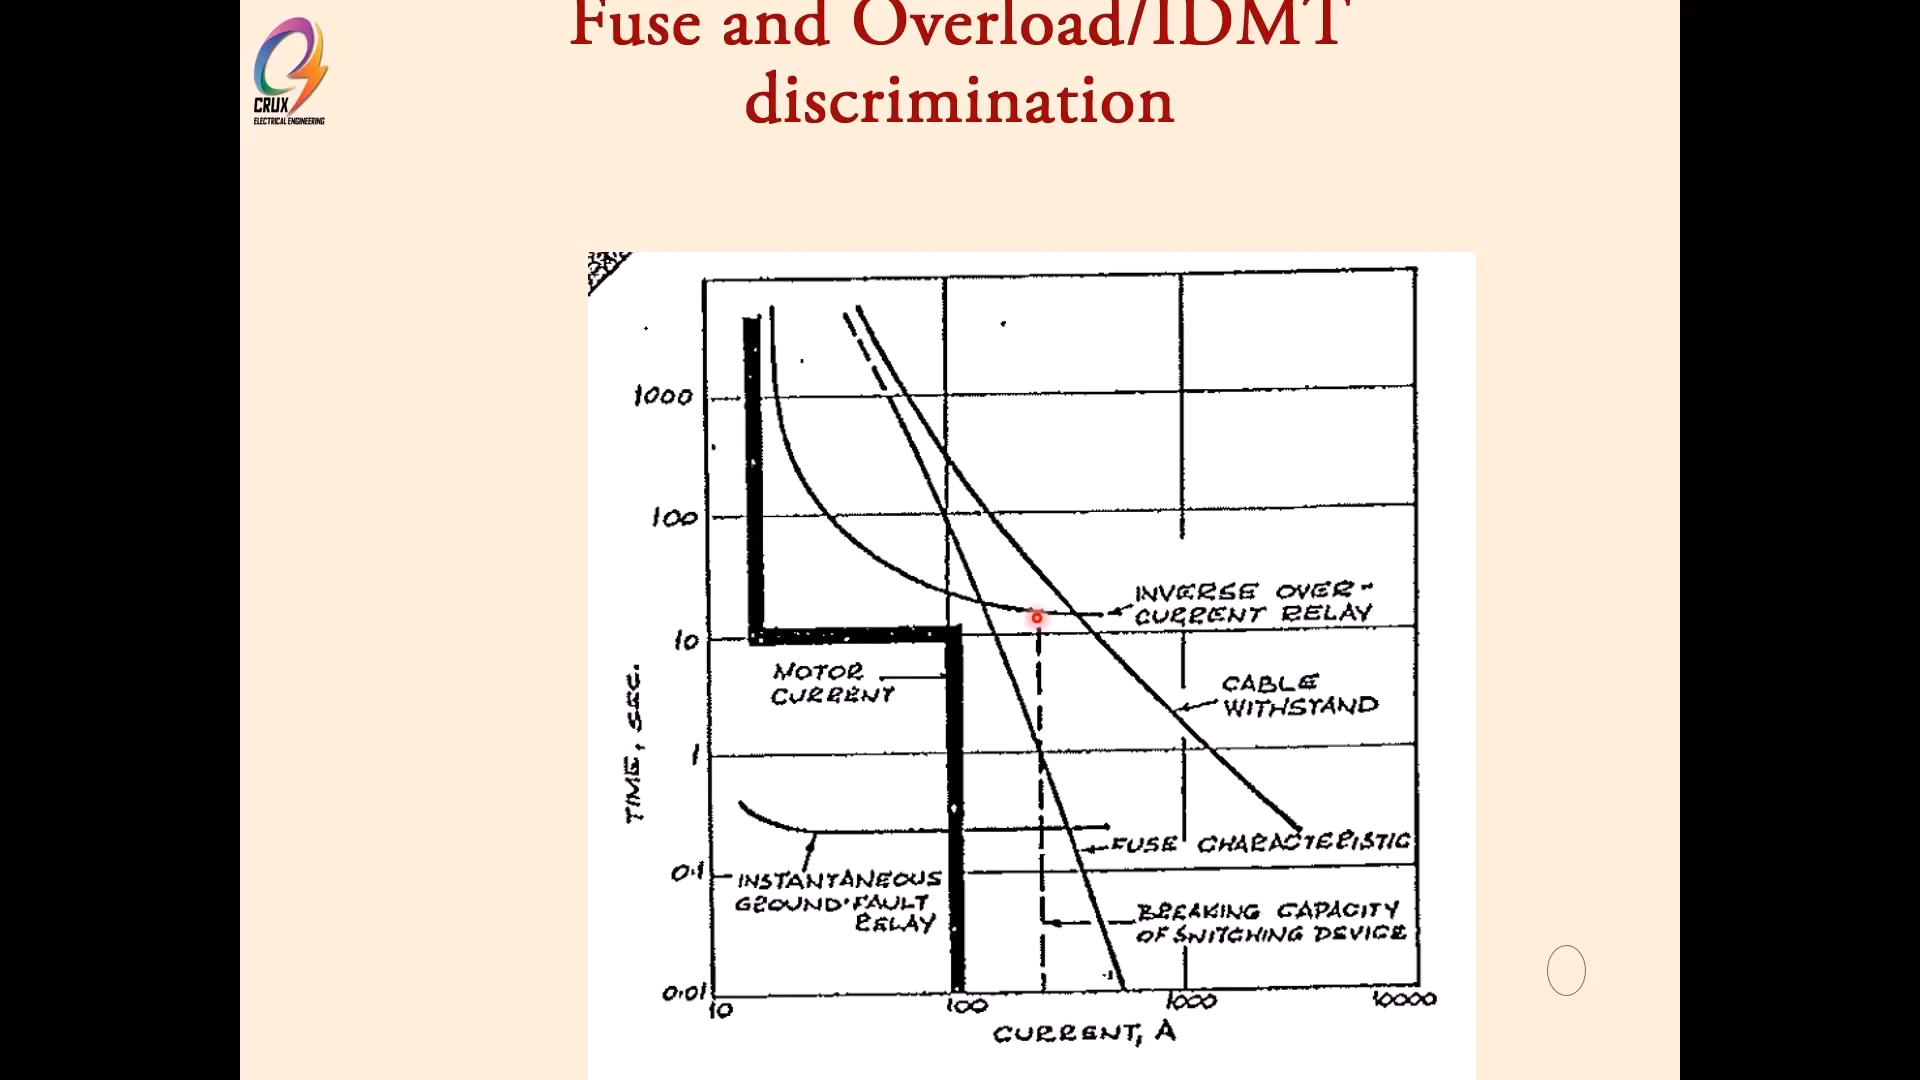 Fuse and Overload/IDMT
discrimination
CRUX
ELECTRICAL ENGINEERING
1000
100
10
1
0.1
0.01
TIME, SEC.
INVERSE OVER-
CURRENT RELAY
MOTOR
CURRENT
CABLE
WITHSTAND
FUSE CHARACTERISTIC
INSTANTANEOUS
GROUND-FAULT
RELAY
BREAKING CAPACITY
OF SWITCHING DEVICE
10
100
1000
10000
CURRENT, A